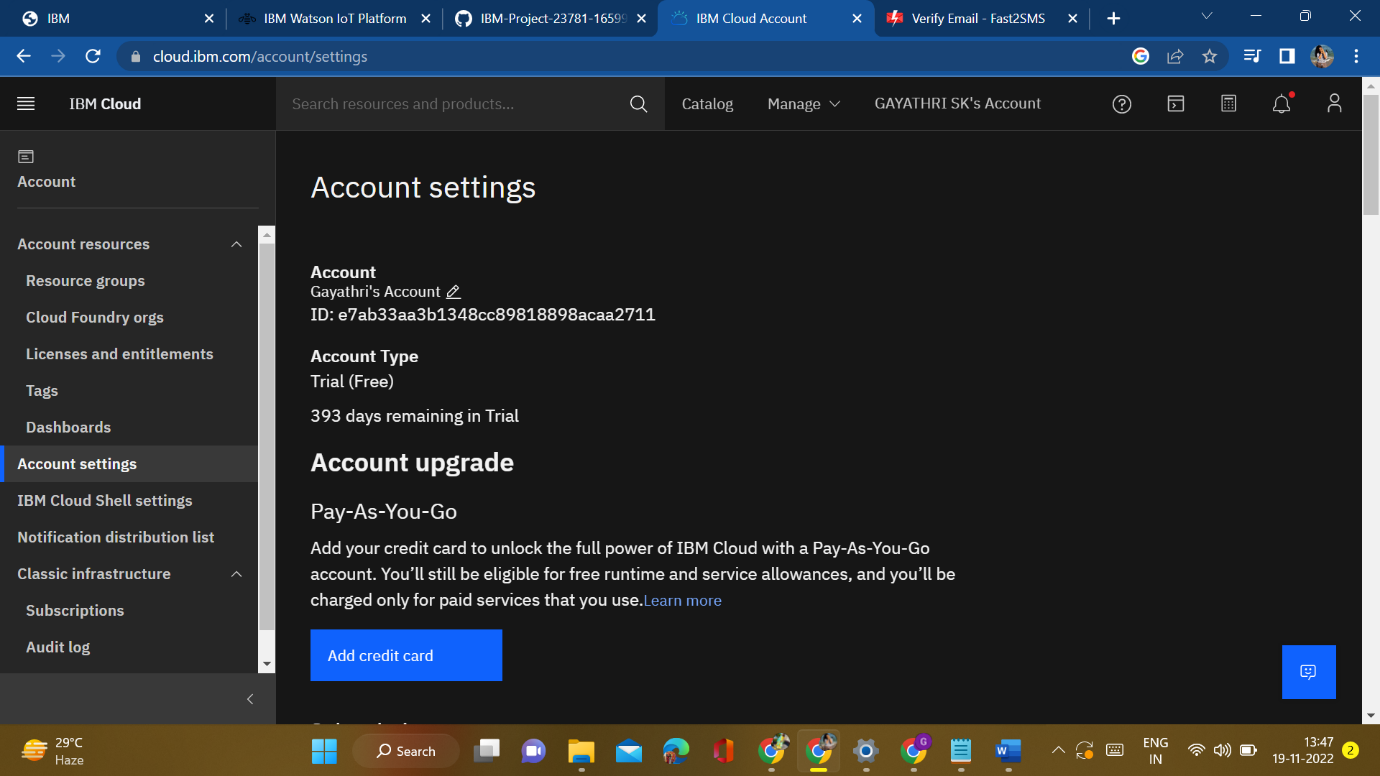 IBM
IBM Watson IoT Platform
IBM-Project-23781-16599
IBM Cloud Account
Verify Email - Fast2SMS
cloud.ibm.com/account/settings
IBM Cloud
Search resources and products...
Catalog
Manage
GAYATHRI SK's Account
Account
Account resources
Resource groups
Cloud Foundry orgs
Licenses and entitlements
Tags
Dashboards
Account settings
IBM Cloud Shell settings
Notification distribution list
Classic infrastructure
Subscriptions
Audit log
Account settings
Account
Gayathri's Account
ID: e7ab33aa3b1348cc89818898acaa2711
Account Type
Trial (Free)
393 days remaining in Trial
Account upgrade
Pay-As-You-Go
Add your credit card to unlock the full power of IBM Cloud with a Pay-As-You-Go
account. You’ll still be eligible for free runtime and service allowances, and you’ll be
charged only for paid services that you use.Learn more
Add credit card
29°C
Haze
Search
G
W
ENG
IN
13:47
19-11-2022
2